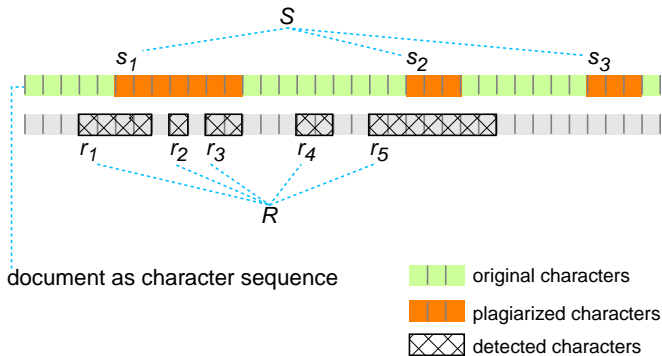 S
s1 s2 s3
r1 r2 r3 r4 r5
R
document as character sequence
original characters
plagiarized characters
detected characters